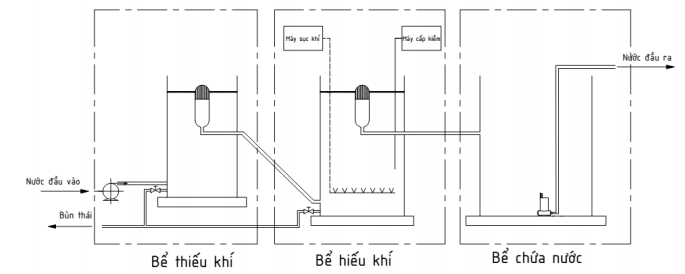 Máy sục khí
Máy cấp kiềm
Nước đầu ra
Nước đầu vào
Bùn thải
Bể thiếu khí
Bể hiếu khí
Bể chứa nước